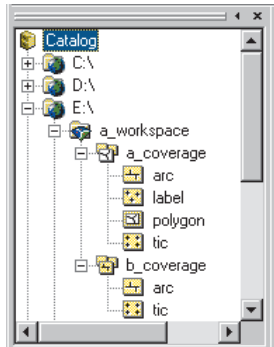 Catalog
C:\
D:\
E:\
a_workspace
a_coverage
arc
label
polygon
tic
b_coverage
arc
tic